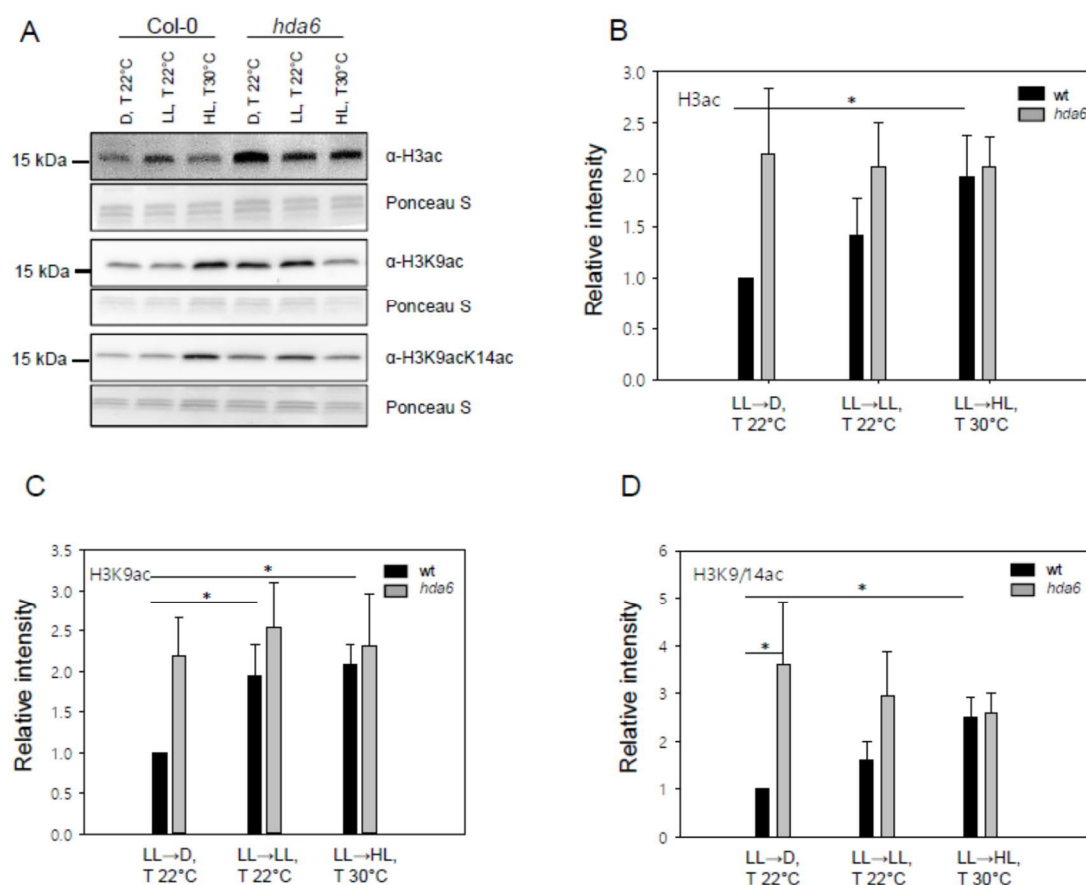 A
Col-0 hda6
D, T 22°C
LL, T 22°C
HL, T30°C
D, T 22°C
LL, T 22°C
HL, T30°C
15 kDa α-H3ac
Ponceau S
15 kDa α-H3K9ac
Ponceau S
15 kDa α-H3K9acK14ac
Ponceau S
B
3.0
2.5
2.0
1.5
1.0
0.5
0.0
Relative intensity
H3ac
*
wt
hda6
LL→D, LL→LL, LL→HL,
T 22°C T 22°C T 30°C
C
3.5
3.0
2.5
2.0
1.5
1.0
0.5
0.0
Relative intensity
H3K9ac
*
*
wt
hda6
LL→D, LL→LL, LL→HL,
T 22°C T 22°C T 30°C
D
6
5
4
3
2
1
0
Relative intensity
H3K9/14ac
*
*
wt
hda6
LL→D, LL→LL, LL→HL,
T 22°C T 22°C T 30°C